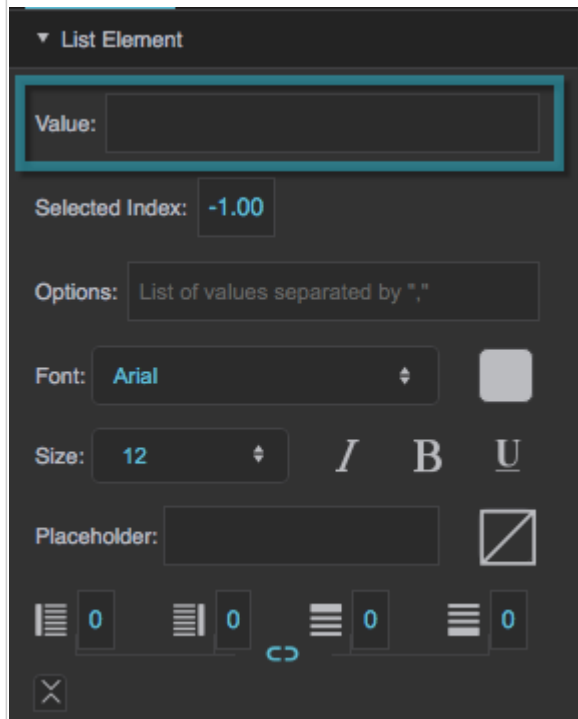 List Element
Value:
Selected Index: -1.00
Options: List of values separated by ","
Font: Arial
Size: 12 I B U
Placeholder:
0 0 0 0